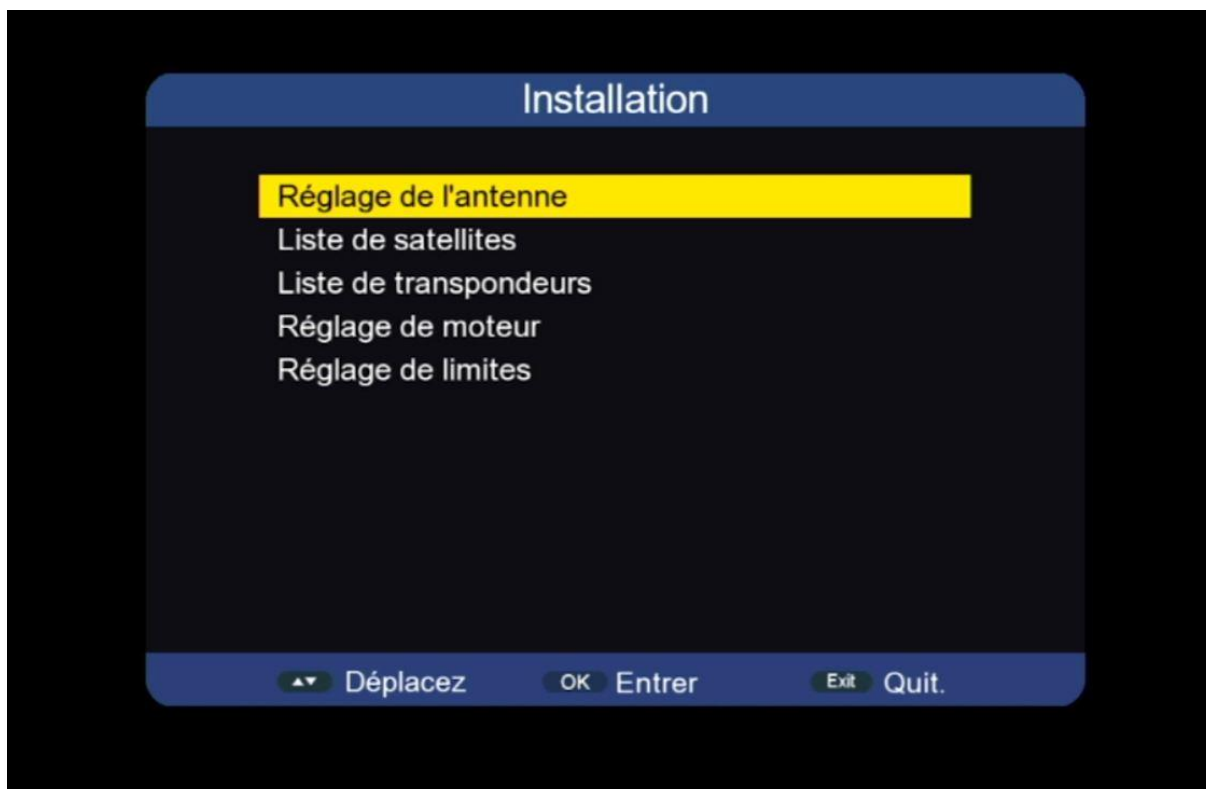 Installation
Réglage de l'antenne
Liste de satellites
Liste de transpondeurs
Réglage de moteur
Réglage de limites
Déplacez OK Entrer Exit Quit.